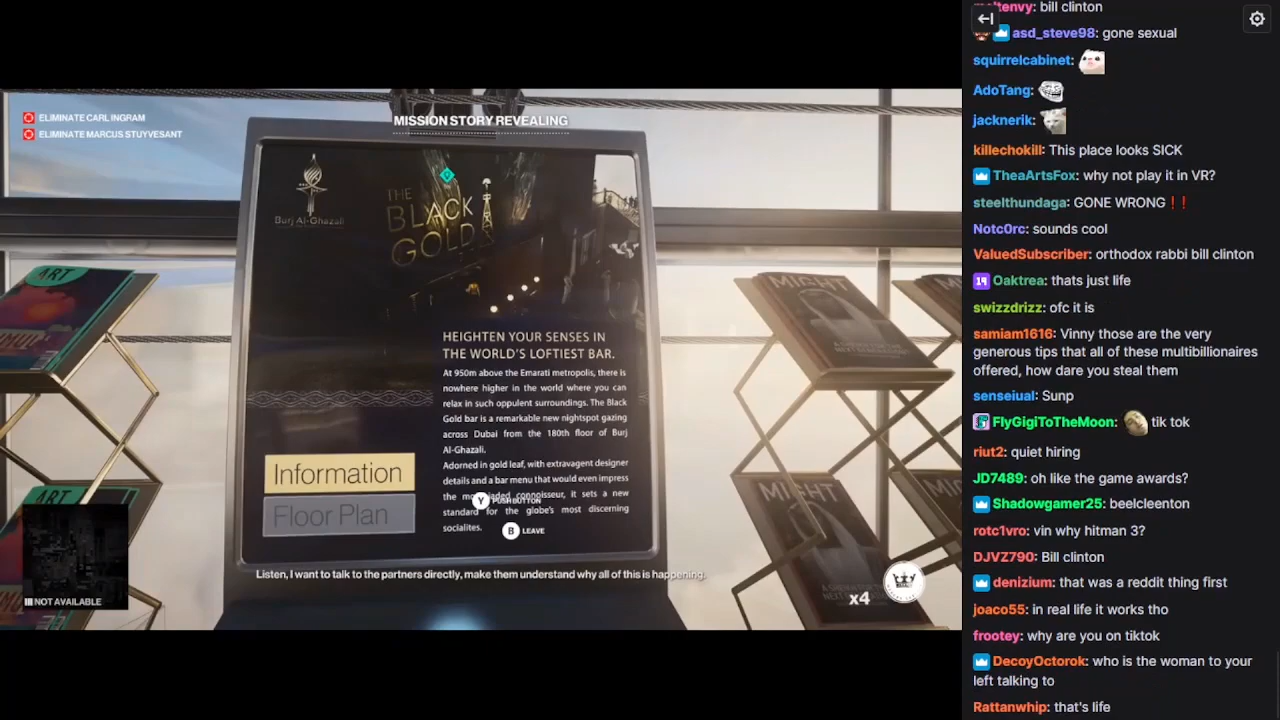 ELIMINATE CARL INGRAM
ELIMINATE MARCUS STUYVESANT
MISSION STORY REVEALING
Burj Al-Ghazali
THE
BLACK
GOLD
HEIGHTEN YOUR SENSES IN
THE WORLD'S LOFTIEST BAR.
At 950m above the Emarati metropolis, there is
nowhere higher in the world where you can
relax in such opulent surroundings. The Black
Gold bar is a remarkable new nightspot gazing
across Dubai from the 180th floor of Burj
Al-Ghazali.
Adorned in gold leaf, with extravagent designer
details and a bar menu that would even impress
the most jaded connoisseur, it sets a new
standard for the globe's most discerning
socialites.
Information
Floor Plan
Y PUSH BUTTON
B LEAVE
ART
MIGHT
MIGHT
NOT AVAILABLE
Listen, I want to talk to the partners directly, make them understand why all of this is happening.
x4
meltenvy: bill clinton
asd_steve98: gone sexual
squirrelcabinet:
AdoTang:
jacknerik:
killechokill: This place looks SICK
TheaArtsFox: why not play it in VR?
steelthundaga: GONE WRONG ❗❗
Notc0rc: sounds cool
ValuedSubscriber: orthodox rabbi bill clinton
Oaktrea: thats just life
swizzdrizz: ofc it is
samiam1616: Vinny those are the very
generous tips that all of these multibillionaires
offered, how dare you steal them
senseiual: Sunp
FlyGigiToTheMoon: tik tok
riut2: quiet hiring
JD7489: oh like the game awards?
Shadowgamer25: beelcleenton
rotc1vro: vin why hitman 3?
DJVZ790: Bill clinton
denizium: that was a reddit thing first
joaco55: in real life it works tho
frootey: why are you on tiktok
DecoyOctorok: who is the woman to your
left talking to
Rattanwhip: that's life